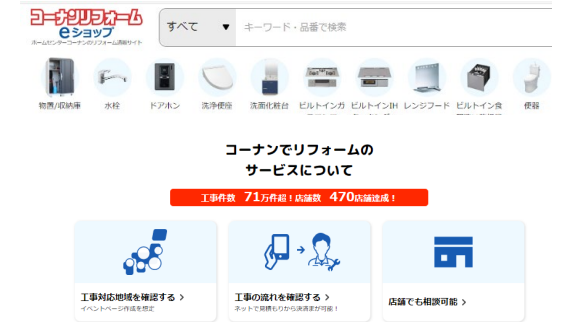 コーナンリフォーム
eショップ
ホームセンターコーナンのリフォーム通販サイト
すべて ▼ キーワード・品番で検索
物置/収納庫 水栓 ドアホン 洗浄便座 洗面化粧台 ビルトインガ ビルトインIH レンジフード ビルトイン食 便器
コーナンでリフォームの
サービスについて
工事件数 71万件超!店舗数 470店舗達成!
工事対応地域を確認する >
イベントページ作成を想定
工事の流れを確認する >
ネットで見積もりから決済まが可能!
店舗でも相談可能 >